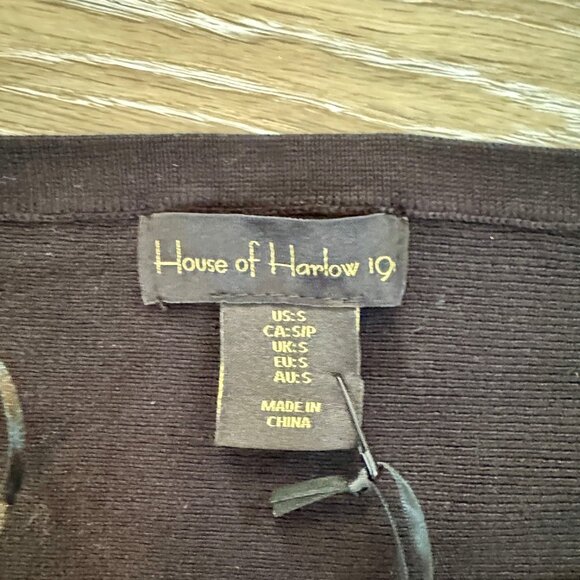 House of Harlow 19
US: S
CA: S/P
UK: S
EU: S
AU: S
MADE IN
CHINA